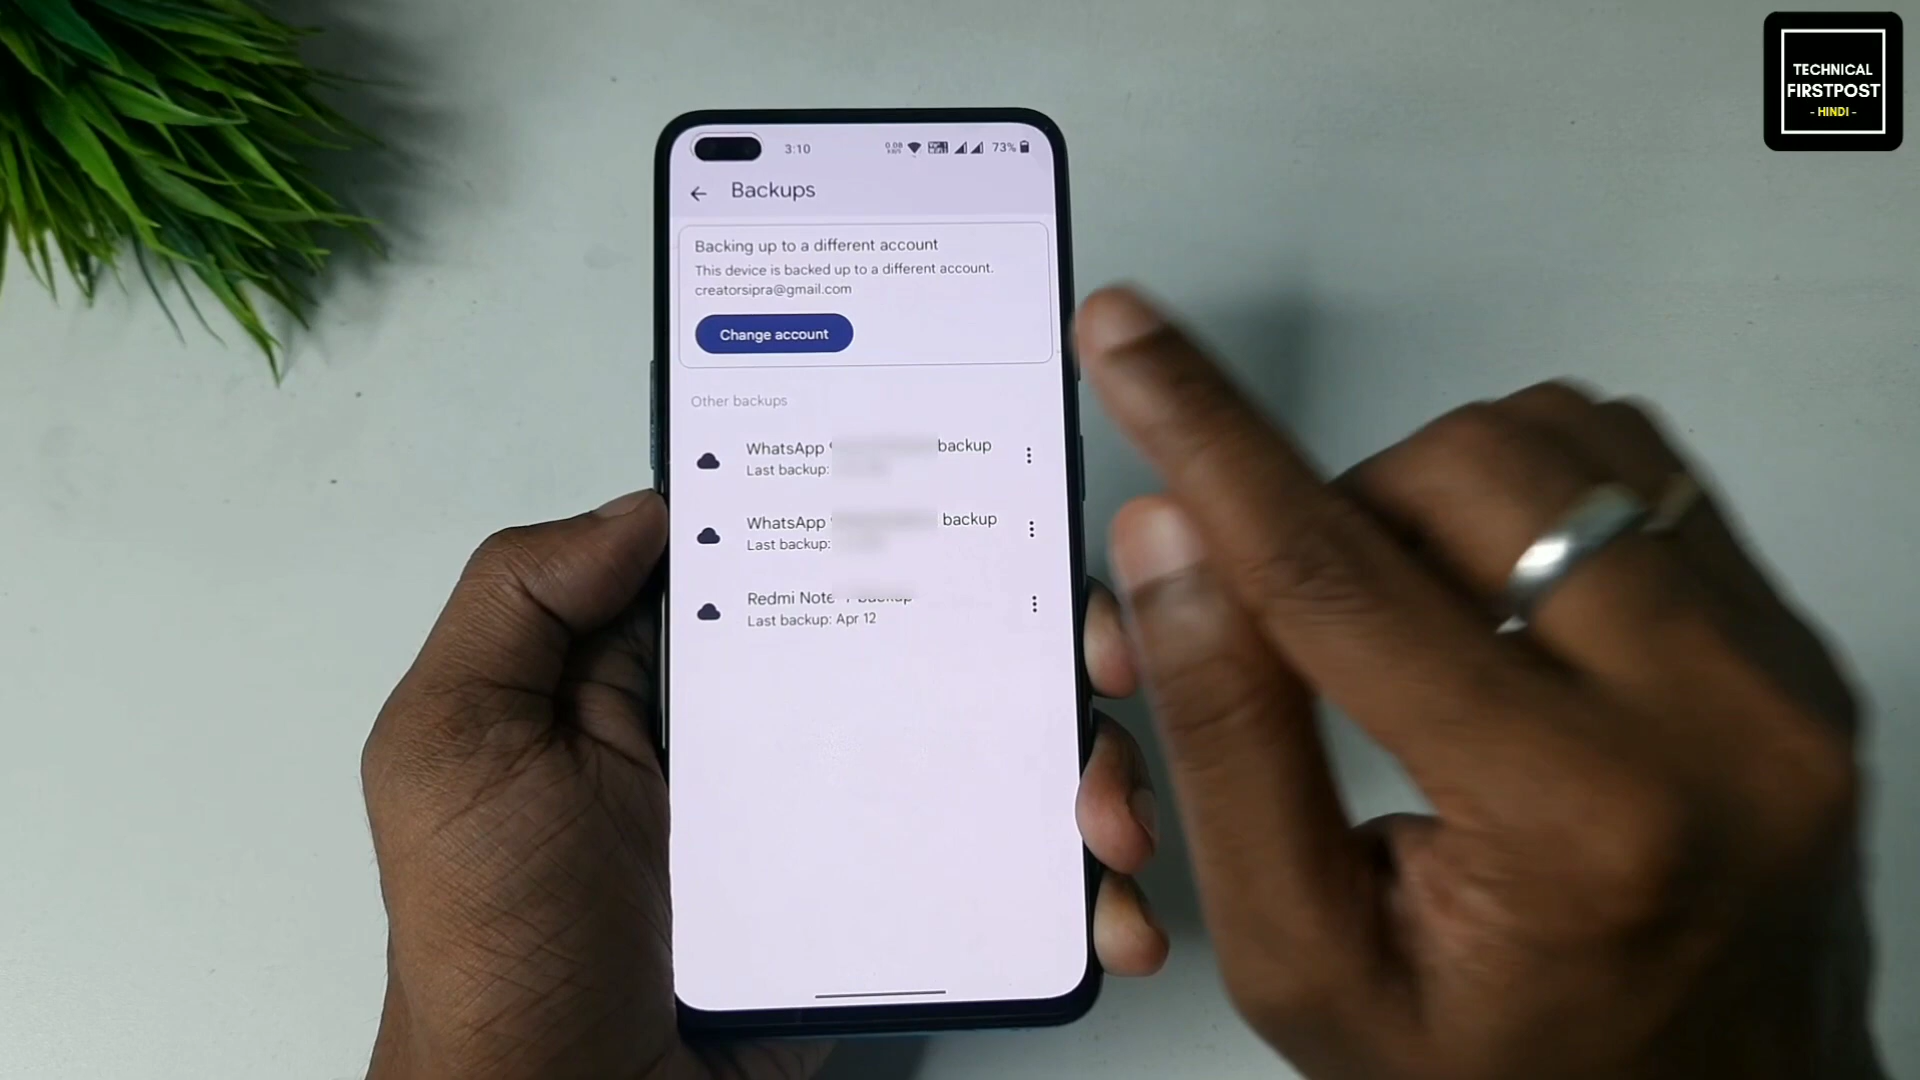 TECHNICAL
FIRSTPOST
- HINDI -
3:10
73%
Backups
Backing up to a different account
This device is backed up to a different account.
creatorsipra@gmail.com
Change account
Other backups
WhatsApp backup
Last backup:
WhatsApp backup
Last backup:
Redmi Note backup
Last backup: Apr 12